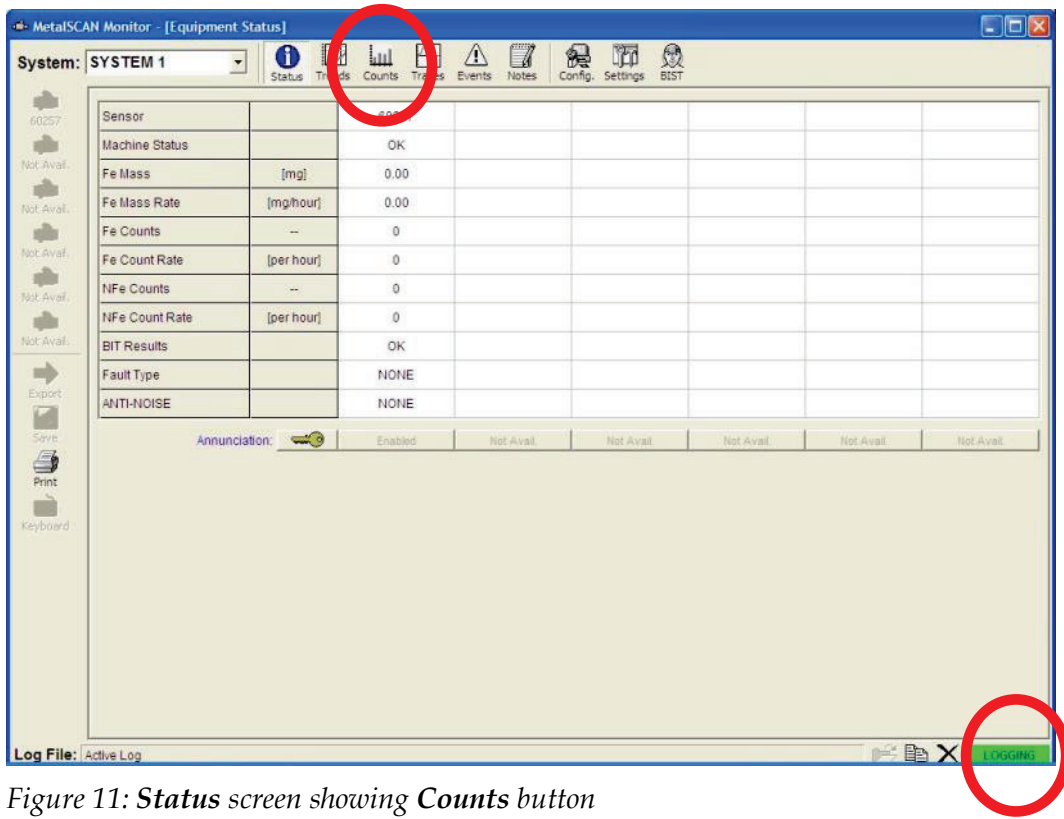 MetalSCAN Monitor - [Equipment Status]
System: SYSTEM 1
Status Trends Counts Events Notes Config. Settings BIST
60257
Not Avail.
Not Avail.
Not Avail.
Not Avail.
Not Avail.
Export
Save
Print
Keyboard
Sensor
Machine Status OK
Fe Mass [mg] 0.00
Fe Mass Rate [mg/hour] 0.00
Fe Counts -- 0
Fe Count Rate [per hour] 0
NFe Counts -- 0
NFe Count Rate [per hour] 0
BIT Results OK
Fault Type NONE
ANTI-NOISE NONE
Annunciation: Enabled Not Avail. Not Avail. Not Avail. Not Avail. Not Avail.
Log File: Active Log LOGGING
Figure 11: Status screen showing Counts button